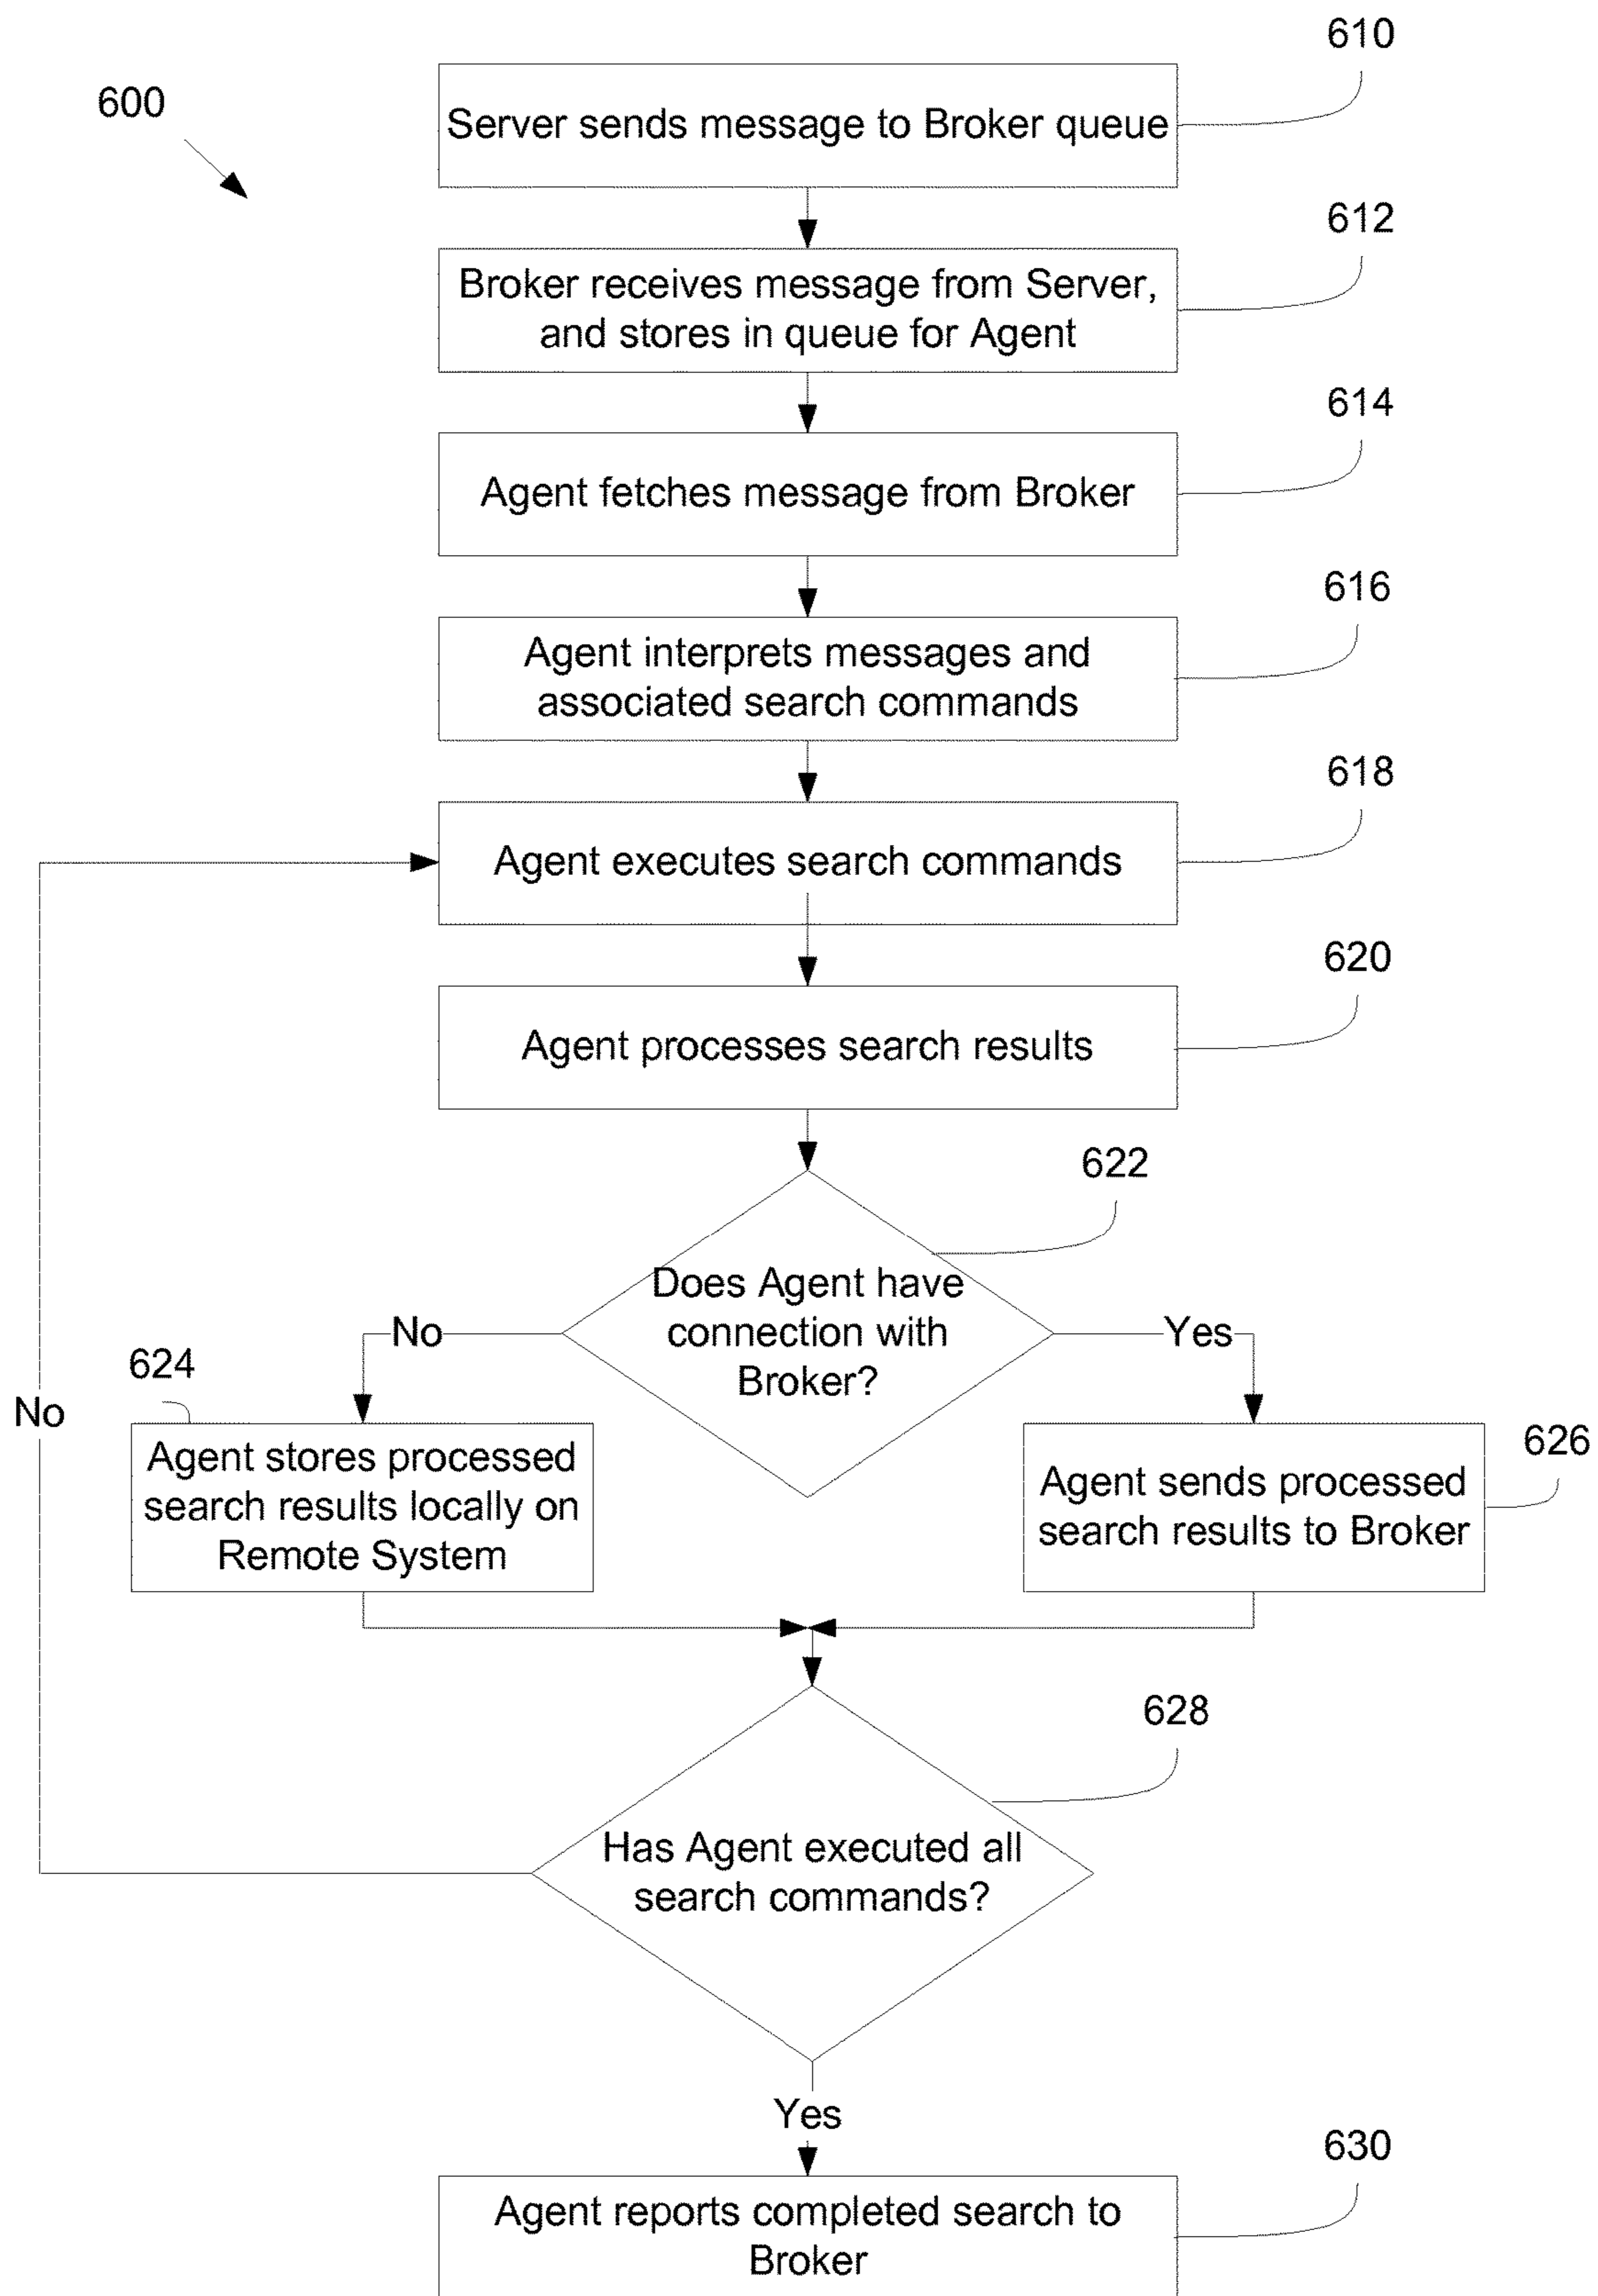 610
600
Server sends message to Broker queue
612
Broker receives message from Server,
and stores in queue for Agent
614
Agent fetches message from Broker
616
Agent interprets messages and
associated search commands
618
Agent executes search commands
620
Agent processes search results
622
Does Agent have
connection with
Broker?
No
Yes
624
No
Agent stores processed
search results locally on
Remote System
626
Agent sends processed
search results to Broker
628
Has Agent executed all
search commands?
Yes
630
Agent reports completed search to
Broker